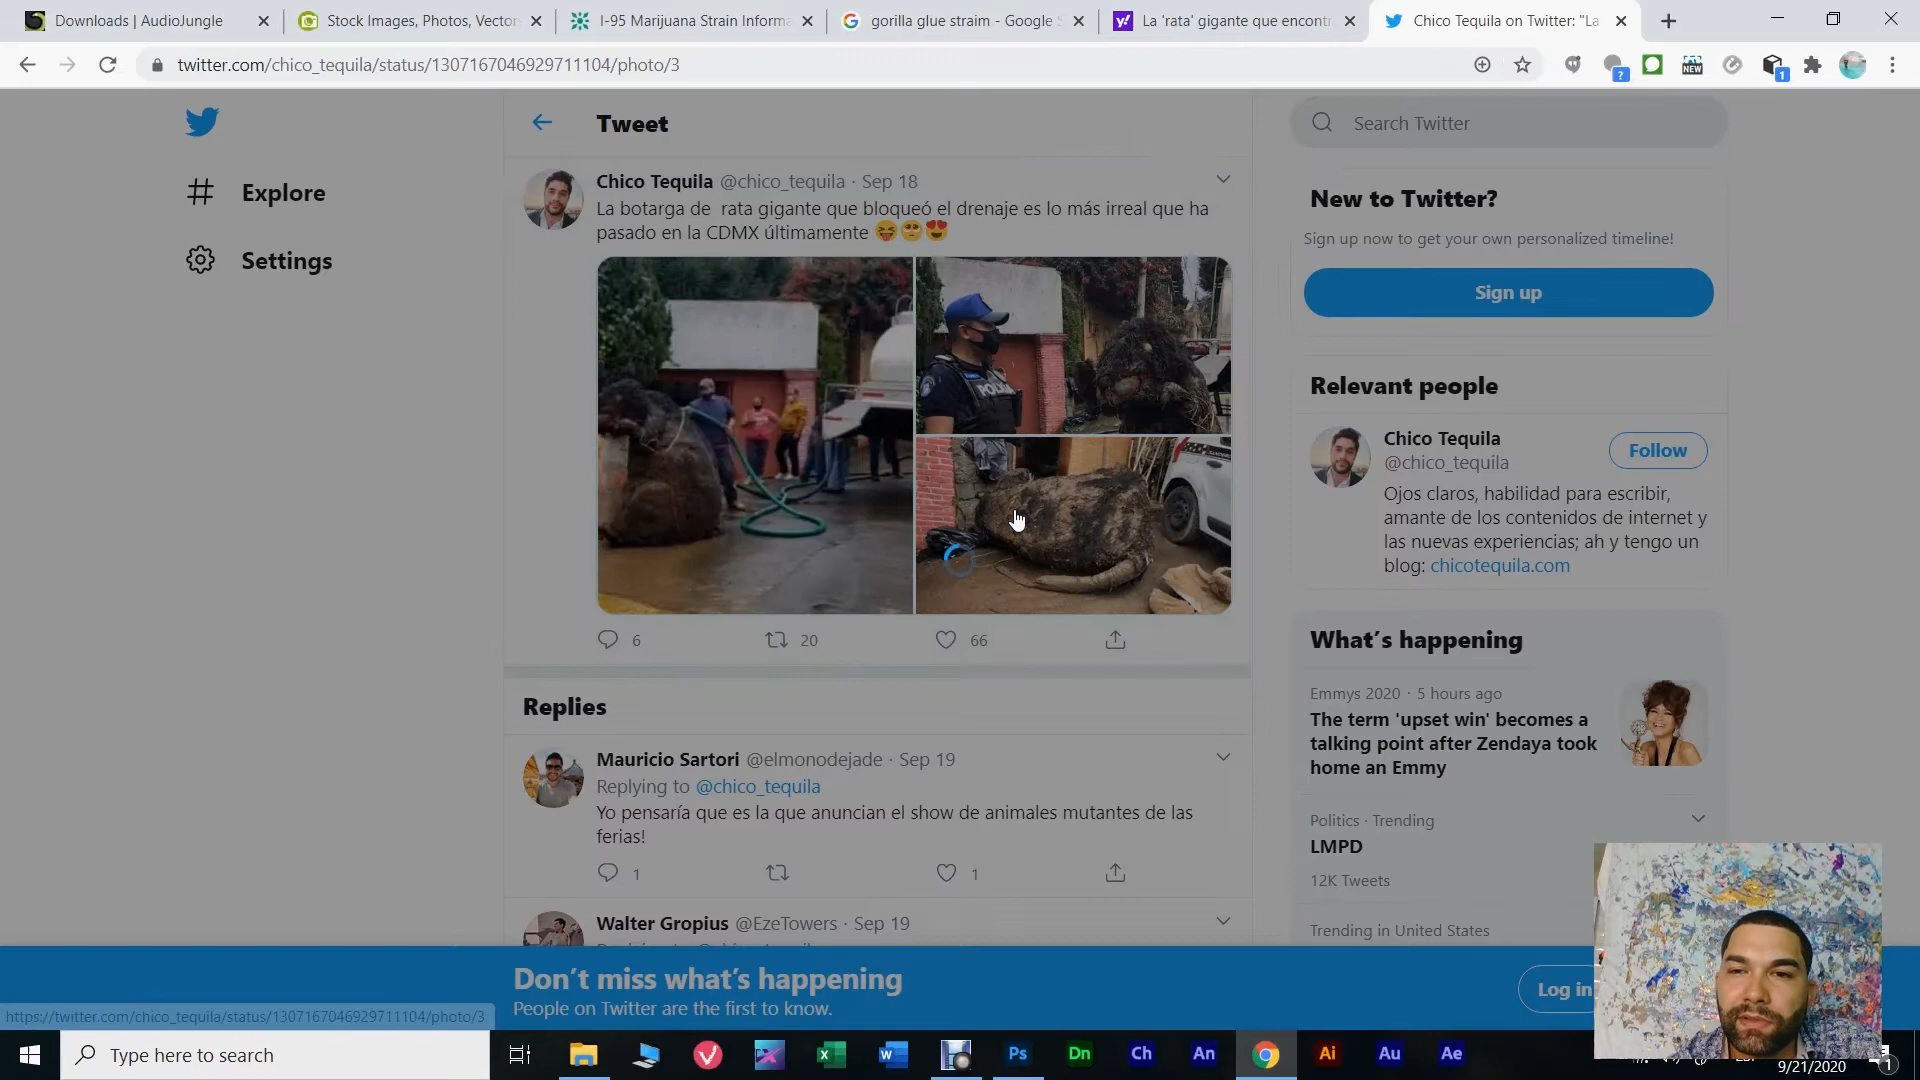 Downloads | AudioJungle
Stock Images, Photos, Vector
I-95 Marijuana Strain Informa
gorilla glue straim - Google
La 'rata' gigante que encontr
Chico Tequila on Twitter: "La
twitter.com/chico_tequila/status/1307167046929711104/photo/3
NEW
?
1
Explore
Settings
Tweet
Chico Tequila @chico_tequila · Sep 18
La botarga de rata gigante que bloqueó el drenaje es lo más irreal que ha
pasado en la CDMX últimamente 😝🥺😍
6
20
66
Replies
Mauricio Sartori @elmonodejade · Sep 19
Replying to @chico_tequila
Yo pensaría que es la que anuncian el show de animales mutantes de las
ferias!
1
1
Walter Gropius @EzeTowers · Sep 19
Search Twitter
New to Twitter?
Sign up now to get your own personalized timeline!
Sign up
Relevant people
Chico Tequila
@chico_tequila
Follow
Ojos claros, habilidad para escribir,
amante de los contenidos de internet y
las nuevas experiencias; ah y tengo un
blog: chicotequila.com
What's happening
Emmys 2020 · 5 hours ago
The term 'upset win' becomes a
talking point after Zendaya took
home an Emmy
Politics · Trending
LMPD
12K Tweets
Trending in United States
Don't miss what's happening
People on Twitter are the first to know.
Log in
https://twitter.com/chico_tequila/status/1307167046929711104/photo/3
Type here to search
Ps
Dn
Ch
An
Ai
Au
Ae
9/21/2020
1